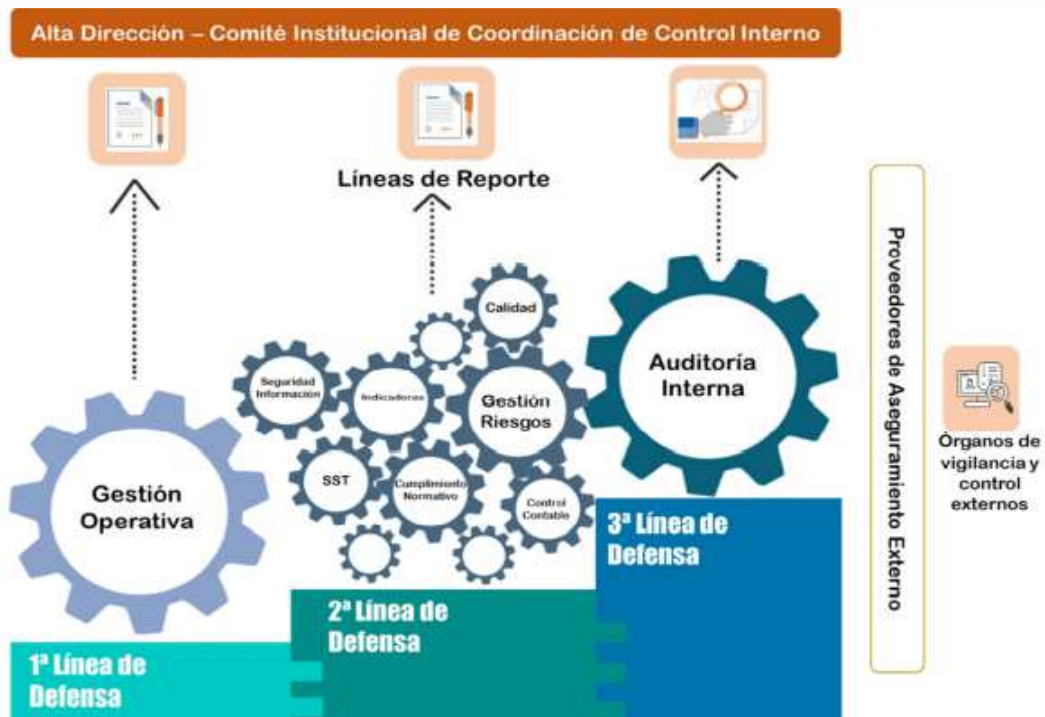 Alta Dirección – Comité Institucional de Coordinación de Control Interno
Líneas de Reporte
Calidad
Seguridad
Información
Indicadores
Gestión
Riesgos
Auditoría
Interna
SST
Cumplimiento
Normativo
Control
Contable
Gestión
Operativa
1ª Línea de
Defensa
2ª Línea de
Defensa
3ª Línea de
Defensa
Proveedores de Aseguramiento Externo
Órganos de
vigilancia y
control
externos